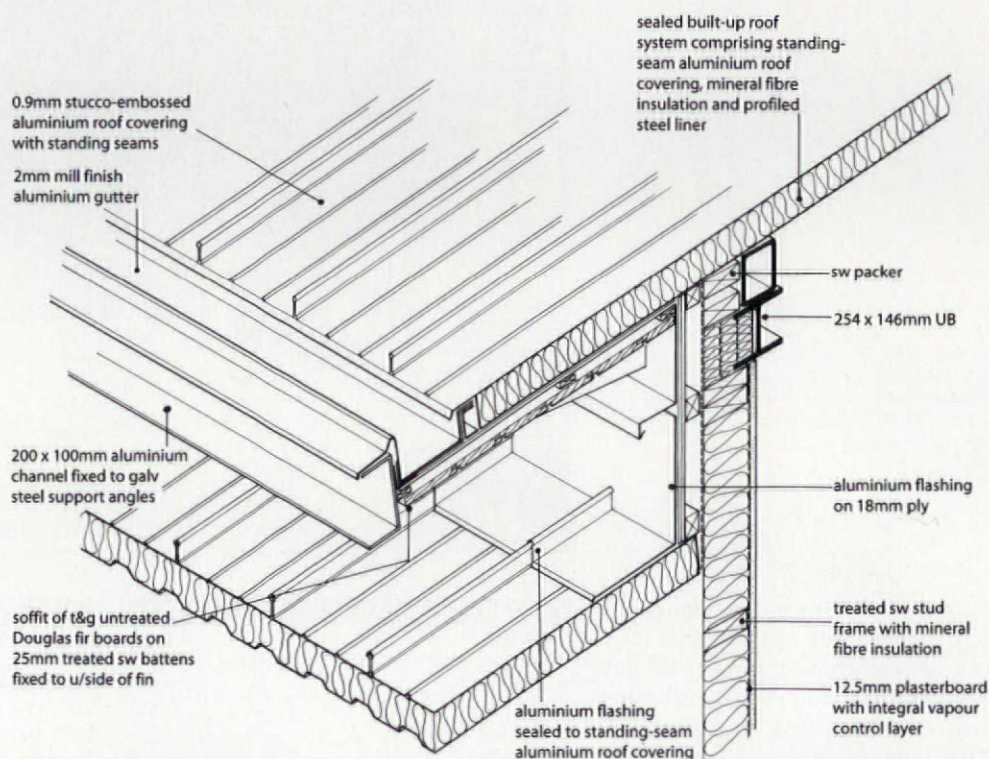 sealed built-up roof
system comprising standing-
seam aluminium roof
covering, mineral fibre
insulation and profiled
steel liner
0.9mm stucco-embossed
aluminium roof covering
with standing seams
2mm mill finish
aluminium gutter
sw packer
254 x 146mm UB
200 x 100mm aluminium
channel fixed to galv
steel support angles
aluminium flashing
on 18mm ply
soffit of t&g untreated
Douglas fir boards on
25mm treated sw battens
fixed to u/side of fin
treated sw stud
frame with mineral
fibre insulation
12.5mm plasterboard
with integral vapour
control layer
aluminium flashing
sealed to standing-seam
aluminium roof covering